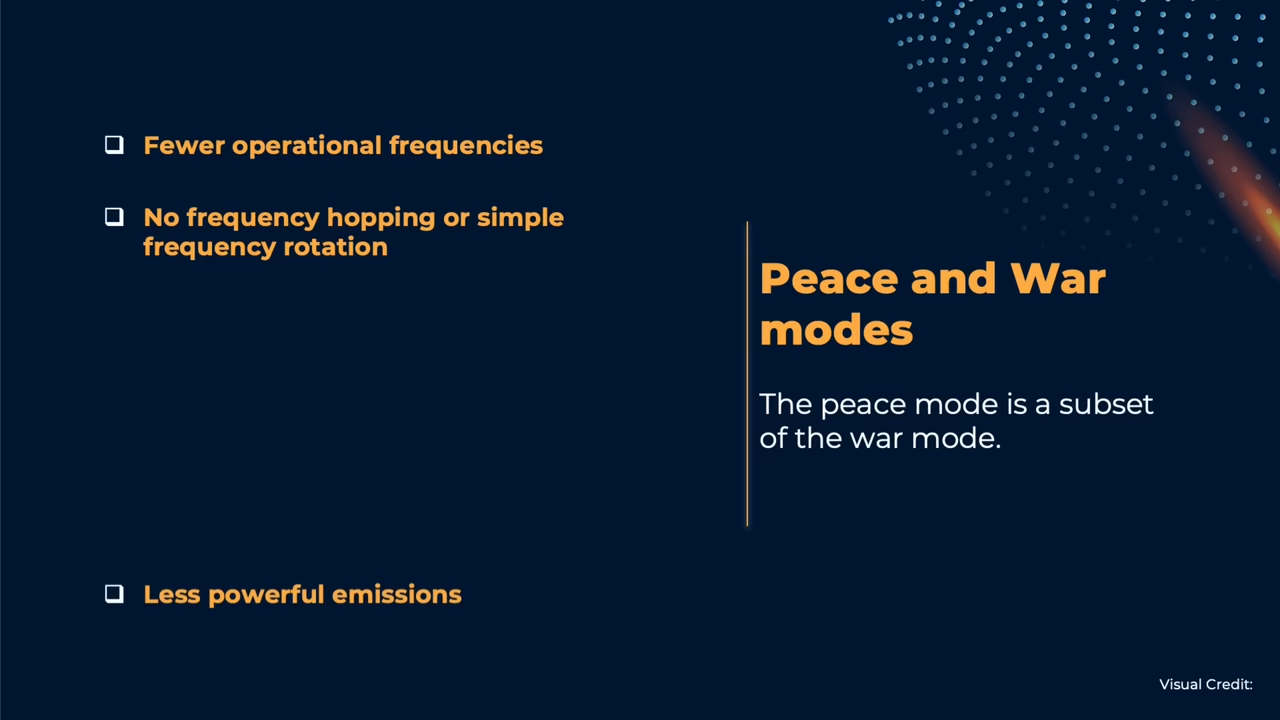 Fewer operational frequencies
No frequency hopping or simple
frequency rotation
Less powerful emissions
Peace and War
modes
The peace mode is a subset
of the war mode.
Visual Credit: